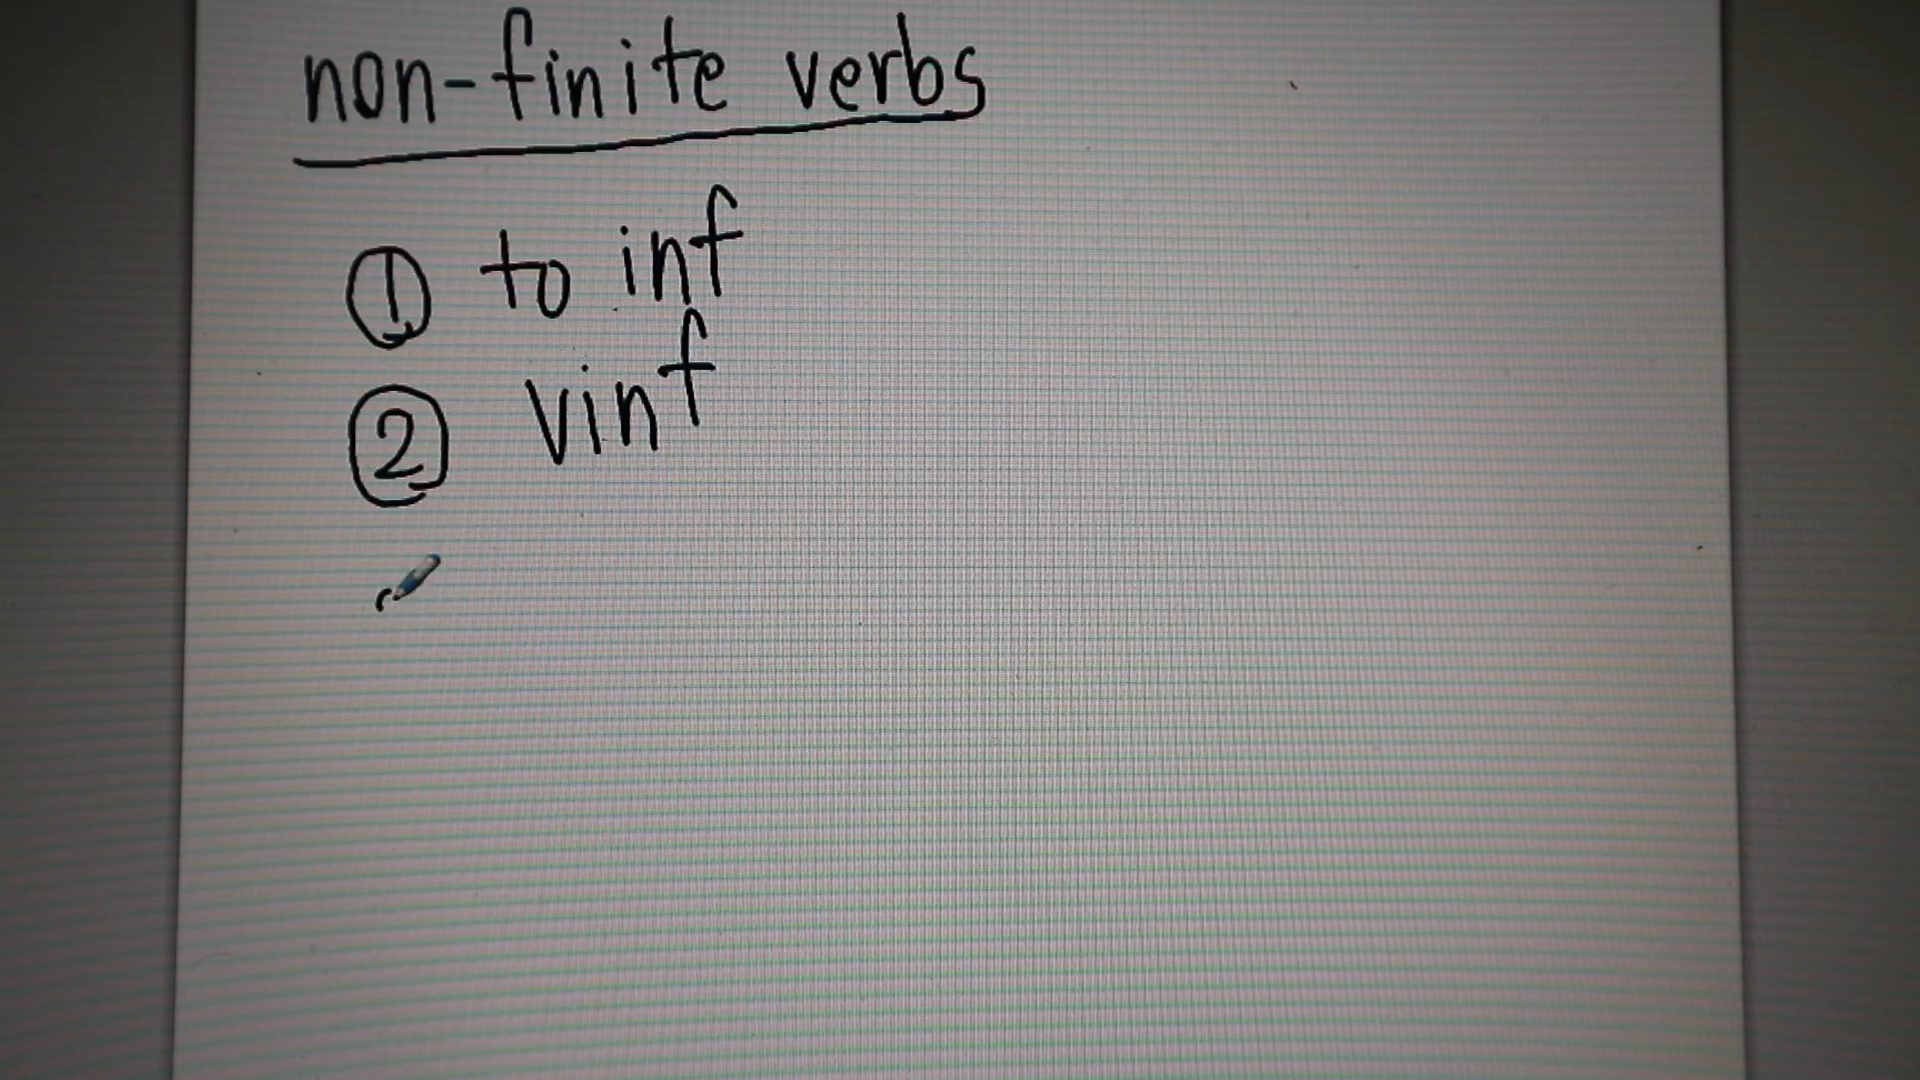 non-finite verbs
① to inf
② vinf